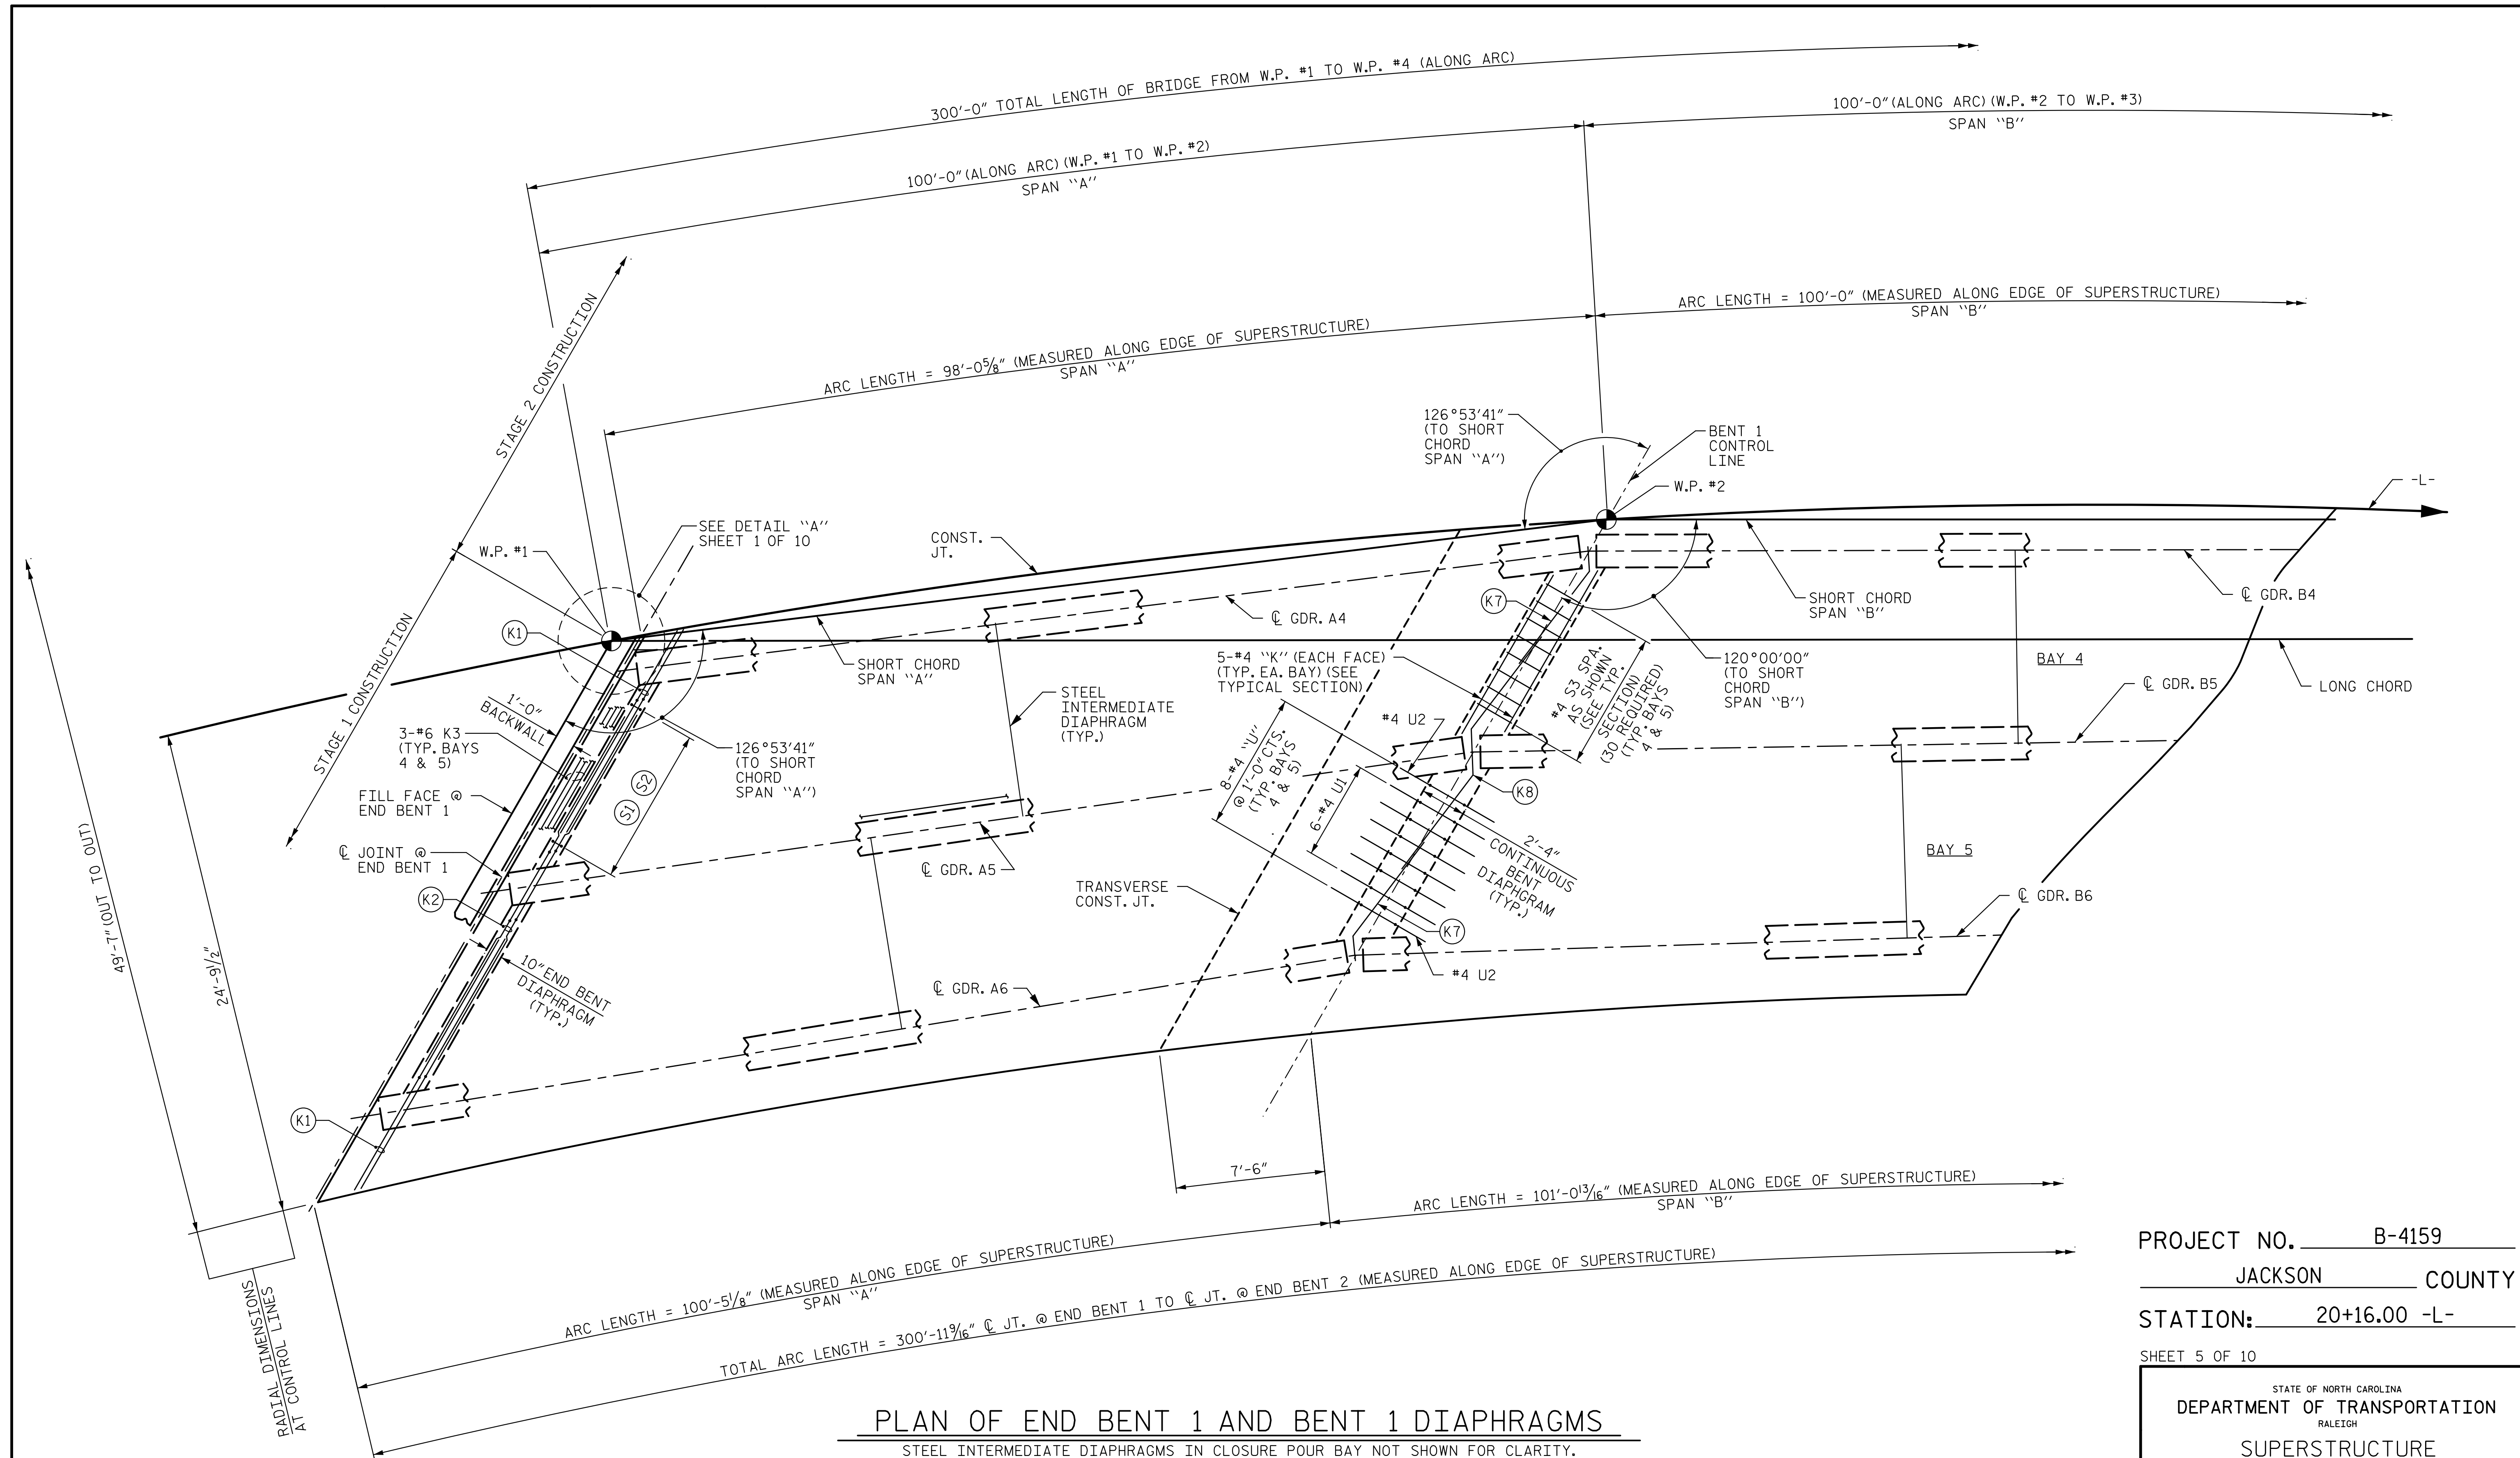 300'-0" TOTAL LENGTH OF BRIDGE FROM W.P. #1 TO W.P. #4 (ALONG ARC)
100'-0" (ALONG ARC) (W.P. #1 TO W.P. #2)
SPAN ``A''
100'-0" (ALONG ARC) (W.P. #2 TO W.P. #3)
SPAN ``B''
ARC LENGTH = 98'-0⅝" (MEASURED ALONG EDGE OF SUPERSTRUCTURE)
SPAN ``A''
ARC LENGTH = 100'-0" (MEASURED ALONG EDGE OF SUPERSTRUCTURE)
SPAN ``B''
STAGE 2 CONSTRUCTION
STAGE 1 CONSTRUCTION
126°53'41"
(TO SHORT
CHORD
SPAN ``A'')
BENT 1
CONTROL
LINE
W.P. #2
-L-
SEE DETAIL ``A''
SHEET 1 OF 10
W.P. #1
CONST.
JT.
K1
SHORT CHORD
SPAN ``A''
℄ GDR. A4
K7
SHORT CHORD
SPAN ``B''
℄ GDR. B4
BAY 4
℄ GDR. B5
LONG CHORD
120°00'00"
(TO SHORT
CHORD
SPAN ``B'')
5-#4 ``K'' (EACH FACE)
(TYP. EA. BAY) (SEE
TYPICAL SECTION)
#4 S3 SPA.
AS SHOWN
(SEE TYP.
SECTION)
(30 REQUIRED)
(TYP. BAYS
4 &
5)
STEEL
INTERMEDIATE
DIAPHRAGM
(TYP.)
#4 U2
8-#4 ``U''
@ 1'-0" CTS.
(TYP. BAYS
4 &
5)
6-#4 U1
K8
1'-0"
BACKWALL
3-#6 K3
(TYP. BAYS
4 & 5)
126°53'41"
(TO SHORT
CHORD
SPAN ``A'')
S1 S2
FILL FACE @
END BENT 1
℄ JOINT @
END BENT 1
K2
℄ GDR. A5
2'-4"
CONTINUOUS
BENT
DIAPHGRAM
(TYP.)
TRANSVERSE
CONST. JT.
BAY 5
℄ GDR. B6
K7
#4 U2
49'-7" (OUT TO OUT)
24'-9½"
10" END BENT
DIAPHRAGM
(TYP.)
℄ GDR. A6
K1
7'-6"
ARC LENGTH = 101'-0 13/16" (MEASURED ALONG EDGE OF SUPERSTRUCTURE)
SPAN ``B''
ARC LENGTH = 100'-5⅛" (MEASURED ALONG EDGE OF SUPERSTRUCTURE)
SPAN ``A''
TOTAL ARC LENGTH = 300'-11 9/16" ℄ JT. @ END BENT 1 TO ℄ JT. @ END BENT 2 (MEASURED ALONG EDGE OF SUPERSTRUCTURE)
RADIAL DIMENSIONS
AT CONTROL LINES
PLAN OF END BENT 1 AND BENT 1 DIAPHRAGMS
STEEL INTERMEDIATE DIAPHRAGMS IN CLOSURE POUR BAY NOT SHOWN FOR CLARITY.
PROJECT NO. B-4159
JACKSON COUNTY
STATION: 20+16.00 -L-
SHEET 5 OF 10
STATE OF NORTH CAROLINA
DEPARTMENT OF TRANSPORTATION
RALEIGH
SUPERSTRUCTURE